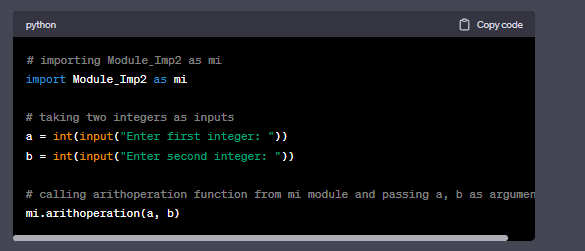 python
Copy code
# importing Module_Imp2 as mi
import Module_Imp2 as mi
# taking two integers as inputs
a = int(input("Enter first integer: "))
b = int(input("Enter second integer: "))
# calling arithoperation function from mi module and passing a, b as argumen
mi.arithoperation(a, b)